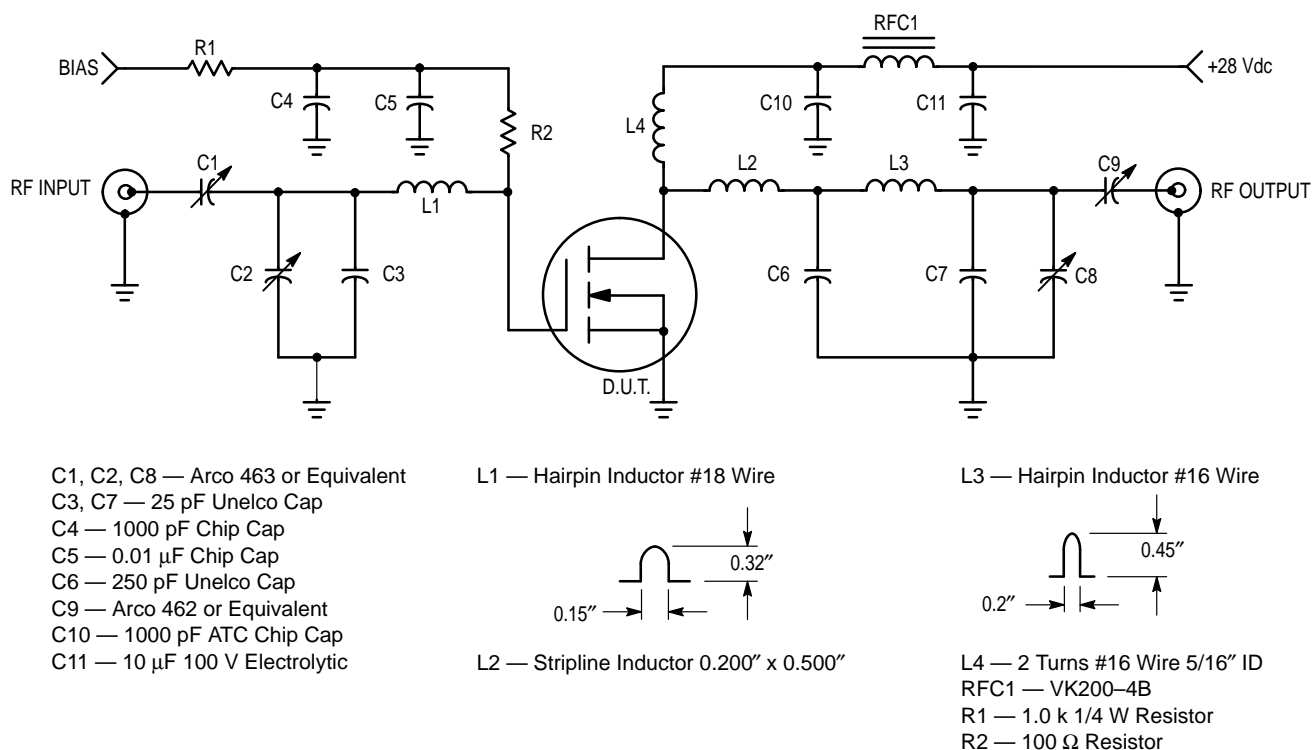 RFC1
R1
BIAS
+28 Vdc
C4
C5
R2
L4
C10
C11
C1
L2
L3
C9
RF INPUT
RF OUTPUT
L1
C2
C3
C6
C7
C8
D.U.T.
C1, C2, C8 — Arco 463 or Equivalent
C3, C7 — 25 pF Unelco Cap
C4 — 1000 pF Chip Cap
C5 — 0.01 μF Chip Cap
C6 — 250 pF Unelco Cap
C9 — Arco 462 or Equivalent
C10 — 1000 pF ATC Chip Cap
C11 — 10 μF 100 V Electrolytic
L1 — Hairpin Inductor #18 Wire
0.32″
0.15″
L2 — Stripline Inductor 0.200″ x 0.500″
L3 — Hairpin Inductor #16 Wire
0.45″
0.2″
L4 — 2 Turns #16 Wire 5/16″ ID
RFC1 — VK200–4B
R1 — 1.0 k 1/4 W Resistor
R2 — 100 Ω Resistor